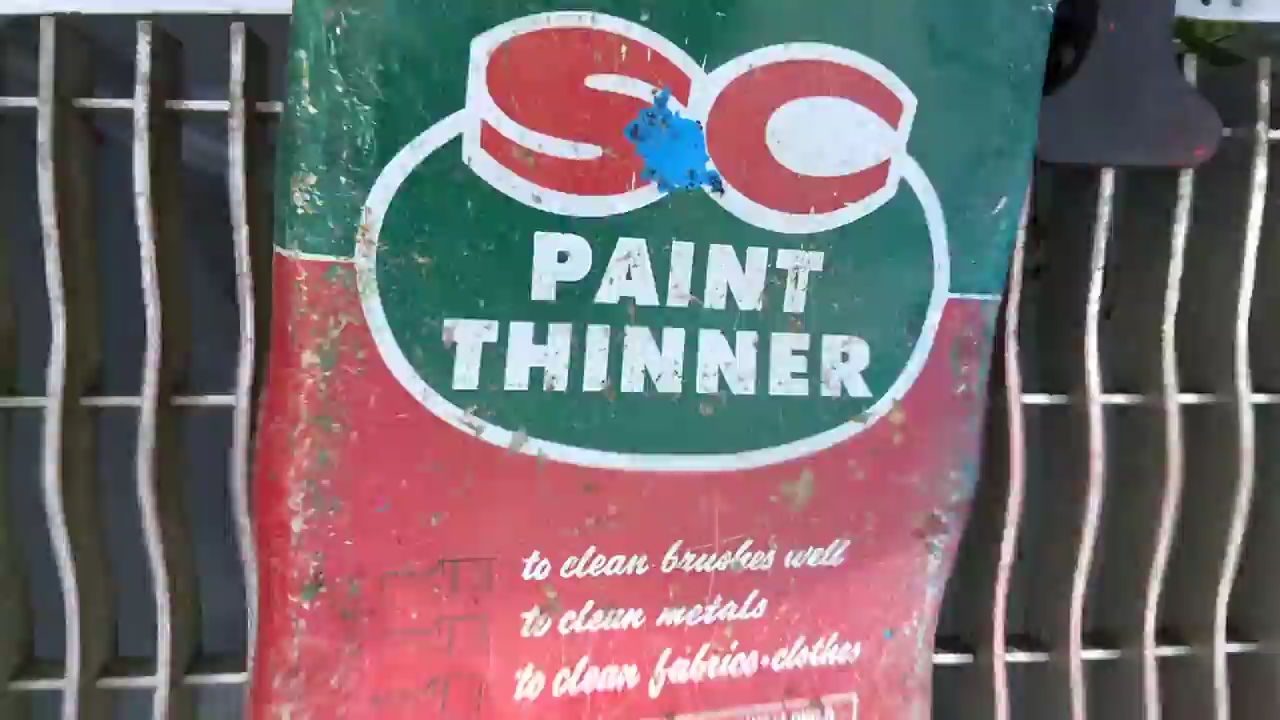 SC
PAINT
THINNER
to clean brushes well
to clean metals
to clean fabrics-clothes